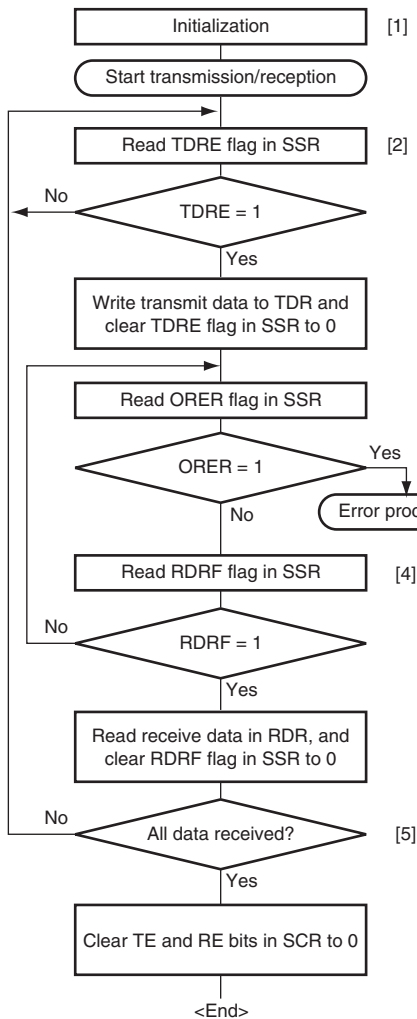 Initialization
[1]
Start transmission/reception
Read TDRE flag in SSR
[2]
No
TDRE = 1
Yes
Write transmit data to TDR and
clear TDRE flag in SSR to 0
Read ORER flag in SSR
Yes
ORER = 1
No
Error
Read RDRF flag in SSR
[4]
No
RDRF = 1
Yes
Read receive data in RDR, and
clear RDRF flag in SSR to 0
No
All data received?
[5]
Yes
Clear TE and RE bits in SCR to 0
<End>